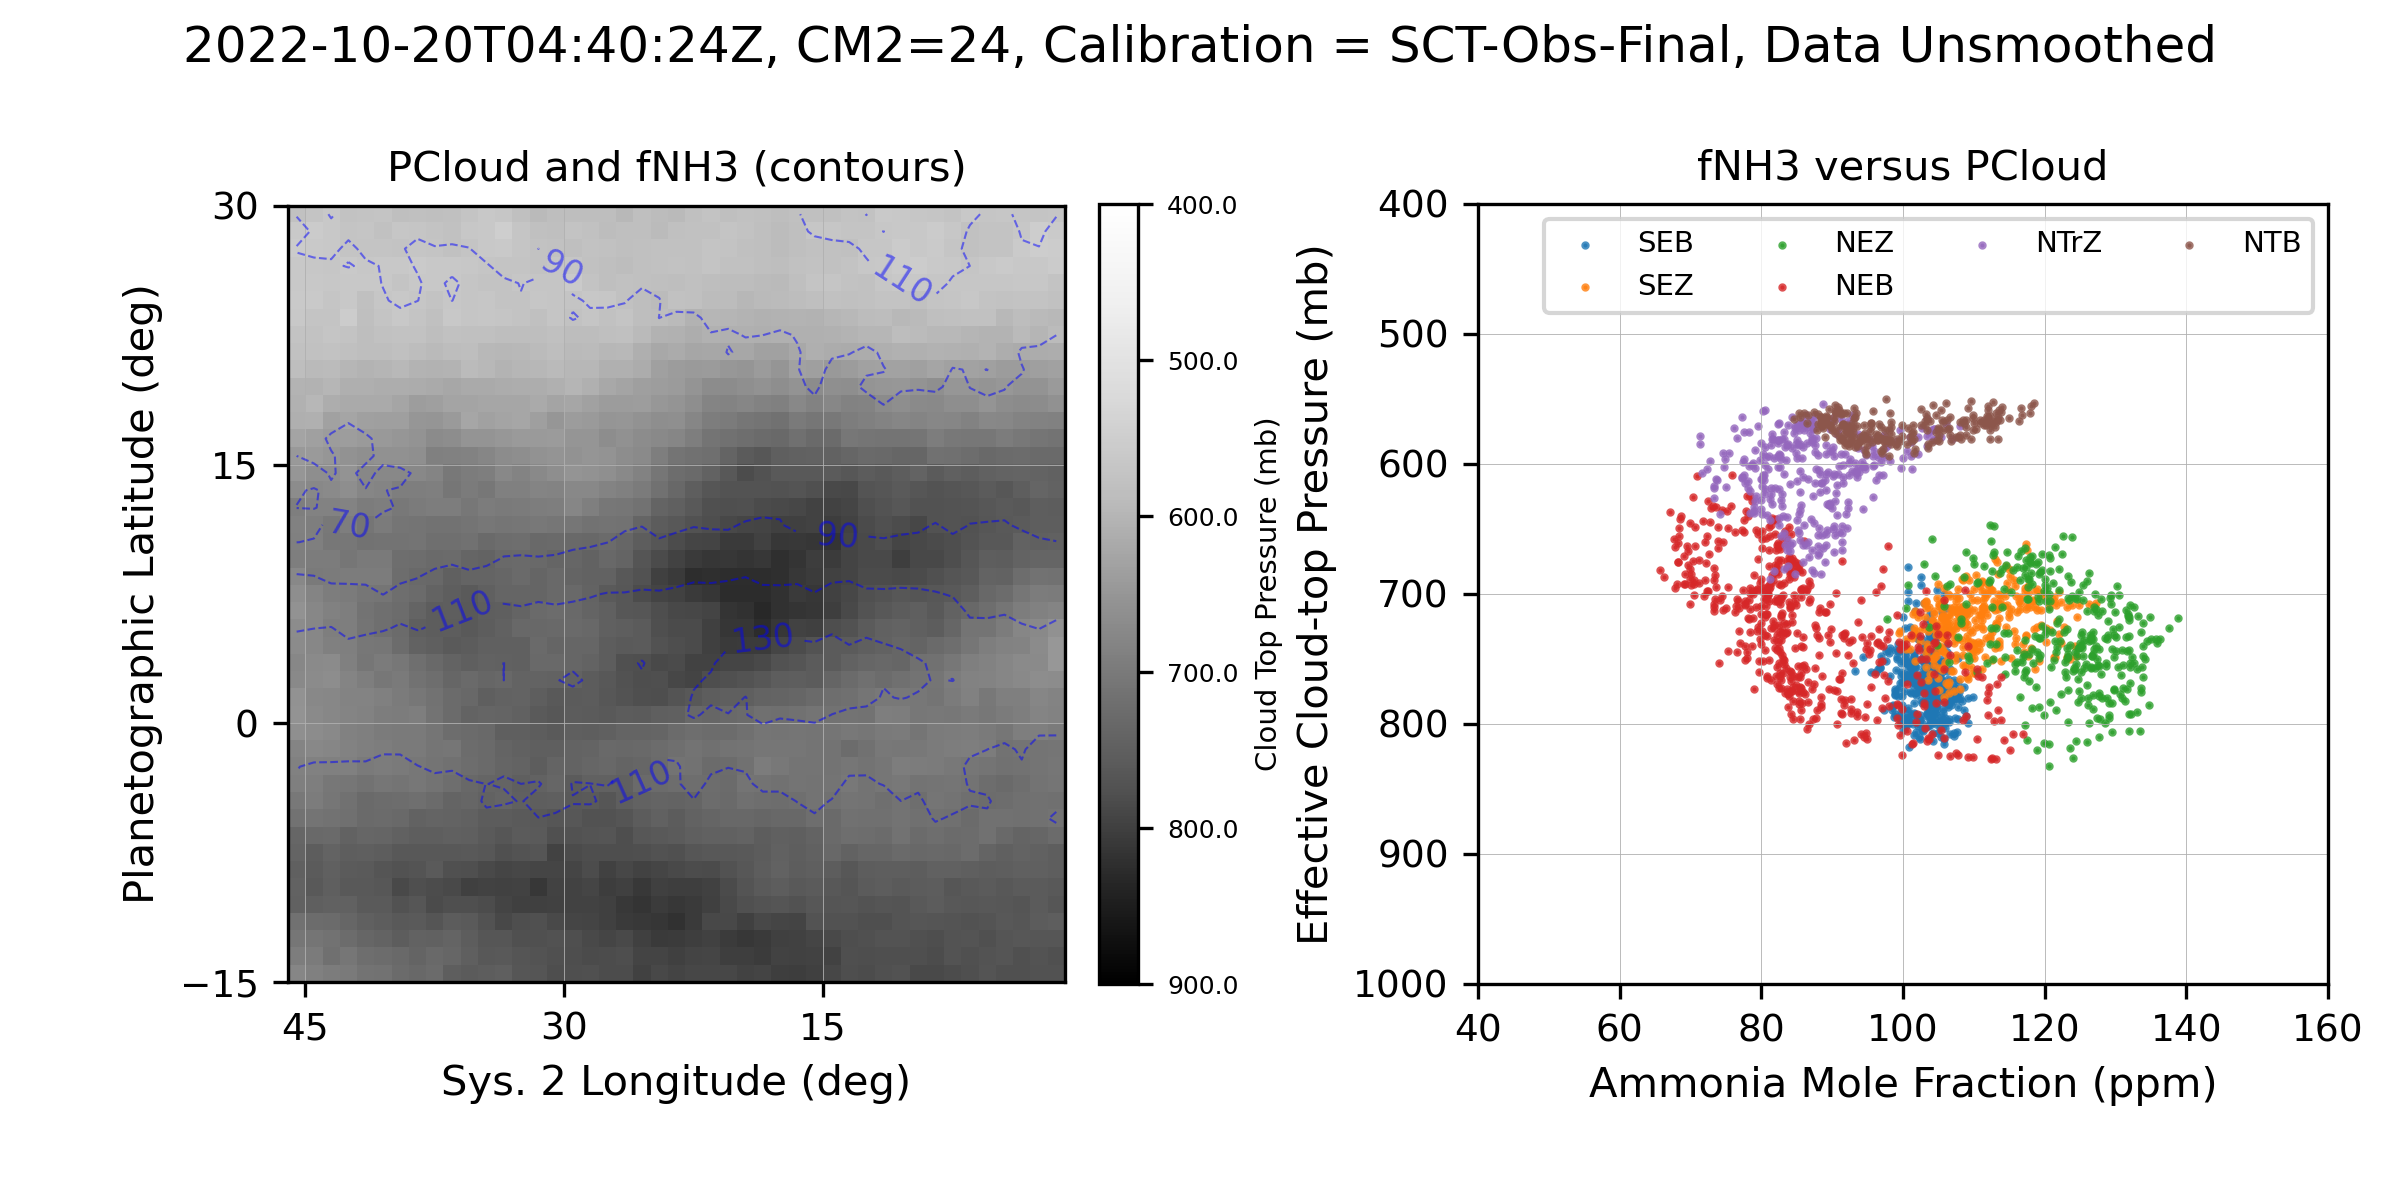 2022-10-20T04:40:24Z, CM2=24, Calibration = SCT-Obs-Final, Data Unsmoothed
PCloud and fNH3 (contours)
30
15
0
−15
45
30
15
Planetographic Latitude (deg)
Sys. 2 Longitude (deg)
90
110
70
90
110
130
110
400.0
500.0
600.0
700.0
800.0
900.0
Cloud Top Pressure (mb)
fNH3 versus PCloud
SEB
SEZ
NEZ
NEB
NTrZ
NTB
400
500
600
700
800
900
1000
40
60
80
100
120
140
160
Effective Cloud-top Pressure (mb)
Ammonia Mole Fraction (ppm)